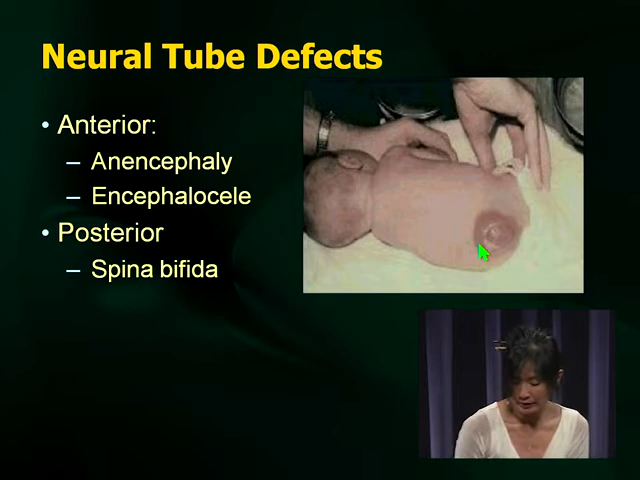 Neural Tube Defects
• Anterior:
– Anencephaly
– Encephalocele
• Posterior
– Spina bifida